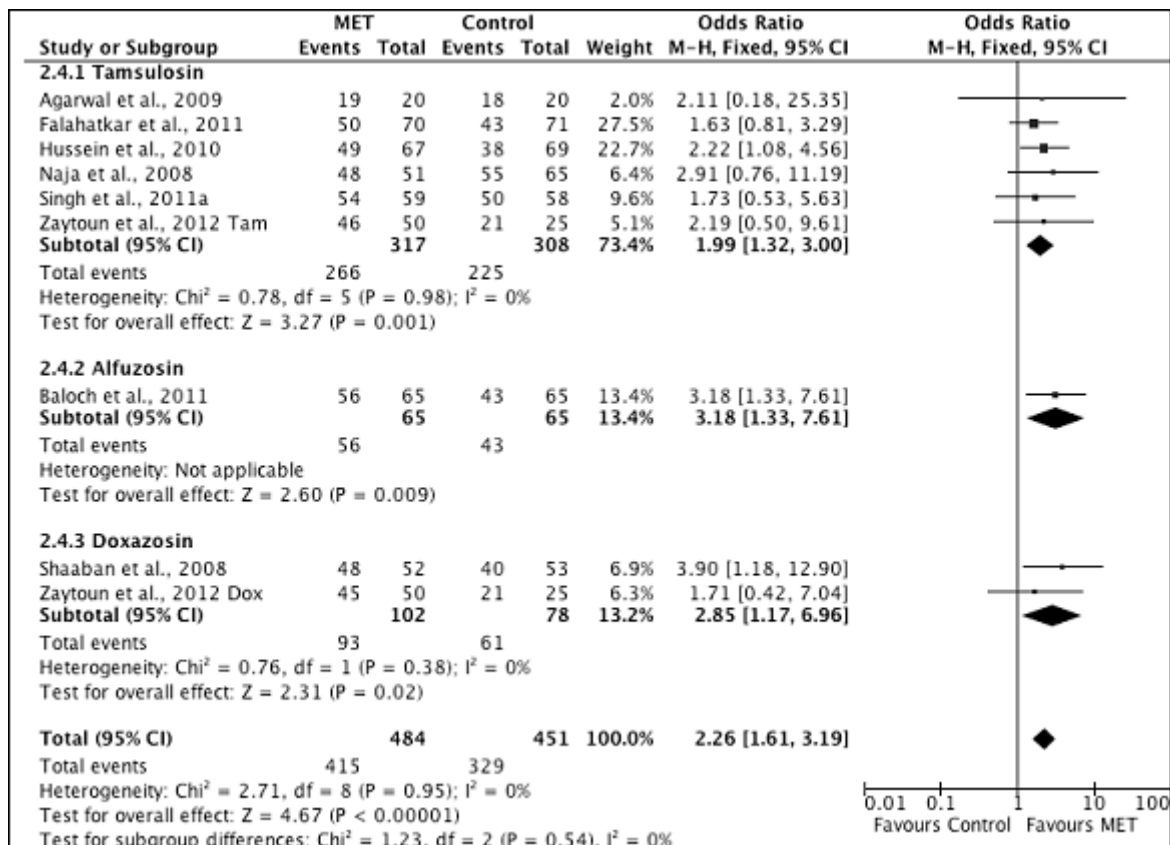 MET Control Odds Ratio Odds Ratio
Study or Subgroup Events Total Events Total Weight M-H, Fixed, 95% CI M-H, Fixed, 95% CI
2.4.1 Tamsulosin
Agarwal et al., 2009 19 20 18 20 2.0% 2.11 [0.18, 25.35]
Falahatkar et al., 2011 50 70 43 71 27.5% 1.63 [0.81, 3.29]
Hussein et al., 2010 49 67 38 69 22.7% 2.22 [1.08, 4.56]
Naja et al., 2008 48 51 55 65 6.4% 2.91 [0.76, 11.19]
Singh et al., 2011a 54 59 50 58 9.6% 1.73 [0.53, 5.63]
Zaytoun et al., 2012 Tam 46 50 21 25 5.1% 2.19 [0.50, 9.61]
Subtotal (95% CI) 317 308 73.4% 1.99 [1.32, 3.00]
Total events 266 225
Heterogeneity: Chi² = 0.78, df = 5 (P = 0.98); I² = 0%
Test for overall effect: Z = 3.27 (P = 0.001)
2.4.2 Alfuzosin
Baloch et al., 2011 56 65 43 65 13.4% 3.18 [1.33, 7.61]
Subtotal (95% CI) 65 65 13.4% 3.18 [1.33, 7.61]
Total events 56 43
Heterogeneity: Not applicable
Test for overall effect: Z = 2.60 (P = 0.009)
2.4.3 Doxazosin
Shaaban et al., 2008 48 52 40 53 6.9% 3.90 [1.18, 12.90]
Zaytoun et al., 2012 Dox 45 50 21 25 6.3% 1.71 [0.42, 7.04]
Subtotal (95% CI) 102 78 13.2% 2.85 [1.17, 6.96]
Total events 93 61
Heterogeneity: Chi² = 0.76, df = 1 (P = 0.38); I² = 0%
Test for overall effect: Z = 2.31 (P = 0.02)
Total (95% CI) 484 451 100.0% 2.26 [1.61, 3.19]
Total events 415 329
Heterogeneity: Chi² = 2.71, df = 8 (P = 0.95); I² = 0%
Test for overall effect: Z = 4.67 (P < 0.00001)
Test for subgroup differences: Chi² = 1.23, df = 2 (P = 0.54), I² = 0%
0.01 0.1 1 10 100
Favours Control Favours MET